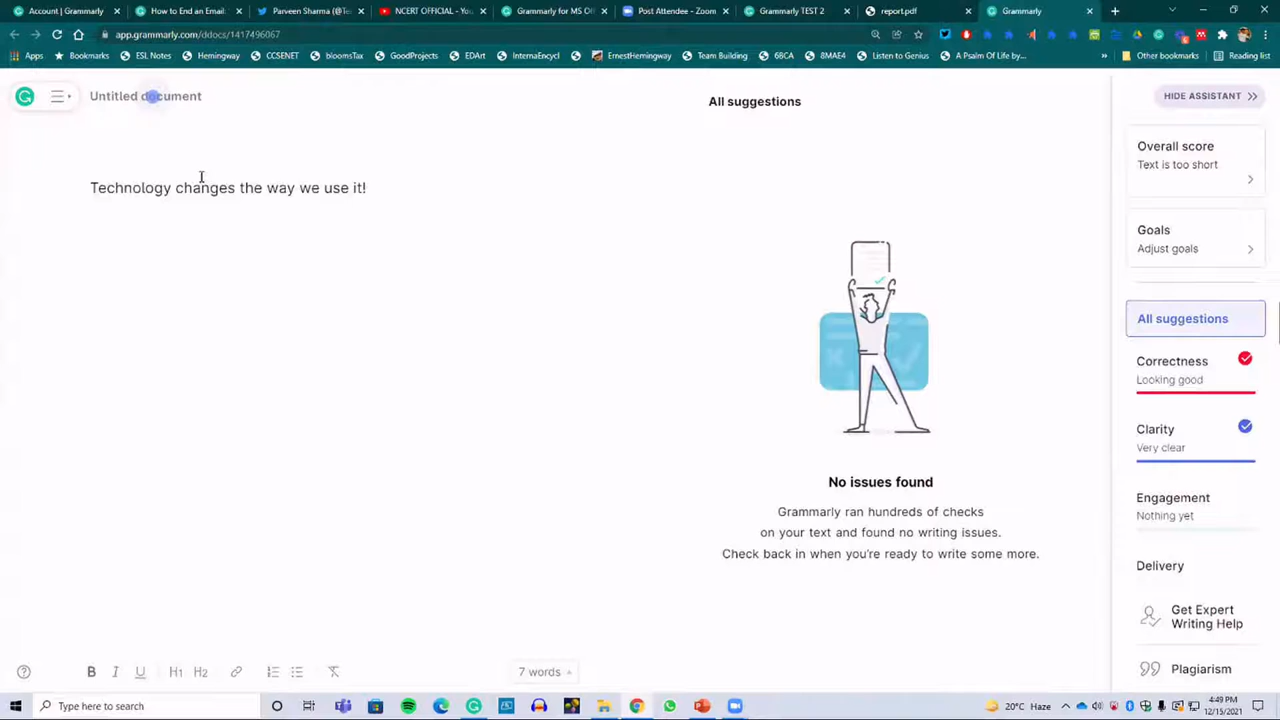 Account | Grammarly
How to End an Email:
Parveen Sharma (@Te
NCERT OFFICIAL - You
Grammarly for MS Of
Post Attendee - Zoom
Grammarly TEST 2
report.pdf
Grammarly
app.grammarly.com/ddocs/1417496067
Apps
Bookmarks
ESL Notes
Hemingway
CCSENET
bloomsTax
GoodProjects
EDArt
InternaEncycl
ErnestHemingway
Team Building
6BCA
8MAE4
Listen to Genius
A Psalm Of Life by...
Other bookmarks
Reading list
Untitled document
All suggestions
HIDE ASSISTANT
Technology changes the way we use it!
Overall score
Text is too short
Goals
Adjust goals
All suggestions
Correctness
Looking good
Clarity
Very clear
Engagement
Nothing yet
Delivery
Get Expert
Writing Help
Plagiarism
No issues found
Grammarly ran hundreds of checks
on your text and found no writing issues.
Check back in when you're ready to write some more.
B I U H1 H2
7 words
Type here to search
20°C Haze
4:49 PM
12/15/2021